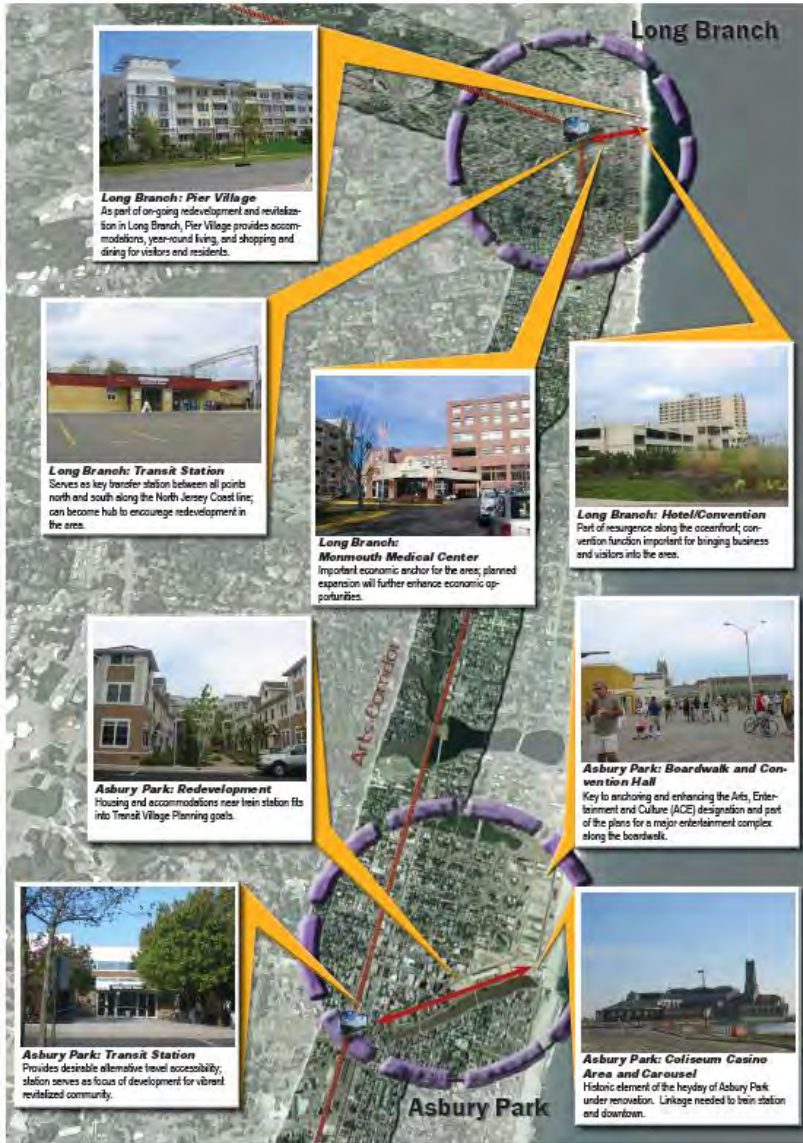 Long Branch
Long Branch: Pier Village
As part of on-going redevelopment and revitaliza-
tion in Long Branch, Pier Village provides accom-
modations, year-round living, and shopping and
dining for visitors and residents.
Long Branch: Transit Station
Serves as key transfer station between all points
north and south along the North Jersey Coast line;
can become hub to encourage redevelopment in
the area.
Long Branch:
Monmouth Medical Center
Important economic anchor for the area; planned
expansion will further enhance economic op-
portunities.
Long Branch: Hotel/Convention
Part of resurgence along the oceanfront; con-
vention function important for bringing business
and visitors into the area.
Arts Corridor
Asbury Park: Redevelopment
Housing and accommodations near train station fits
into Transit Village Planning goals.
Asbury Park: Boardwalk and Con-
vention Hall
Key to anchoring and enhancing the Arts, Enter-
tainment and Culture (ACE) designation and part
of the plans for a major entertainment complex
along the boardwalk.
Asbury Park: Transit Station
Provides desirable alternative travel accessibility;
station serves as focus of development for vibrant
revitalized community.
Asbury Park: Coliseum Casino
Area and Carousel
Historic element of the heyday of Asbury Park
under renovation. Linkage needed to train station
and downtown.
Asbury Park